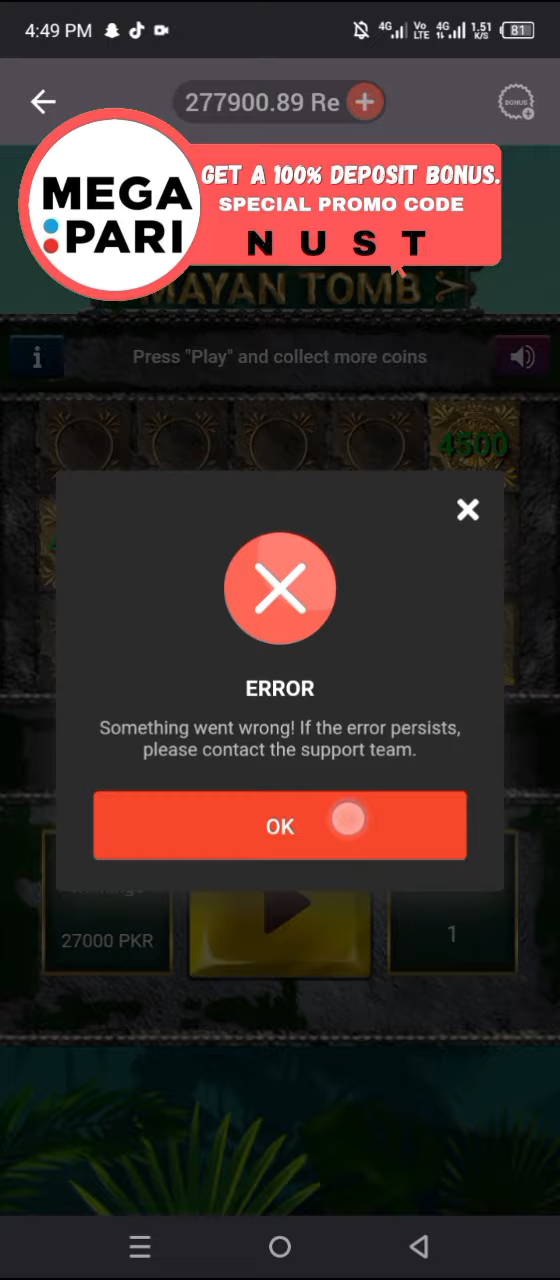 4:49 PM
4G
Vo
LTE
4G
1.51
K/S
81
277900.89 Re
BONUS
MEGA
PARI
GET A 100% DEPOSIT BONUS.
SPECIAL PROMO CODE
N U S T
MAYAN TOMB
Press "Play" and collect more coins
4500
ERROR
Something went wrong! If the error persists,
please contact the support team.
OK
27000 PKR
1